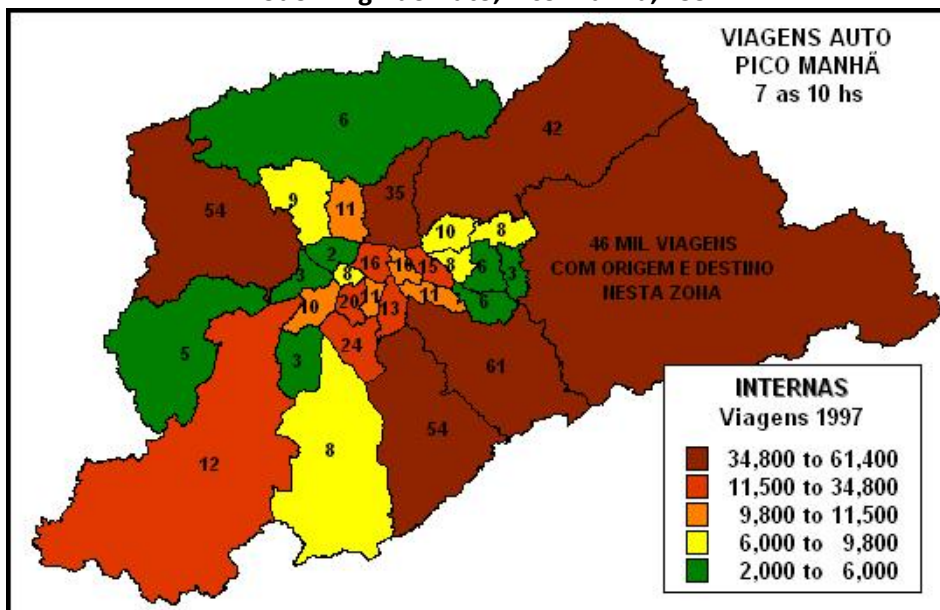 VIAGENS AUTO
PICO MANHÃ
7 as 10 hs
6
42
54
35
9
11
10
8
46 MIL VIAGENS
COM ORIGEM E DESTINO
NESTA ZONA
2
16
15
8
6
3
3
8
10
20
11
13
11
6
5
24
3
61
54
12
8
INTERNAS
Viagens 1997
34,800 to 61,400
11,500 to 34,800
9,800 to 11,500
6,000 to 9,800
2,000 to 6,000